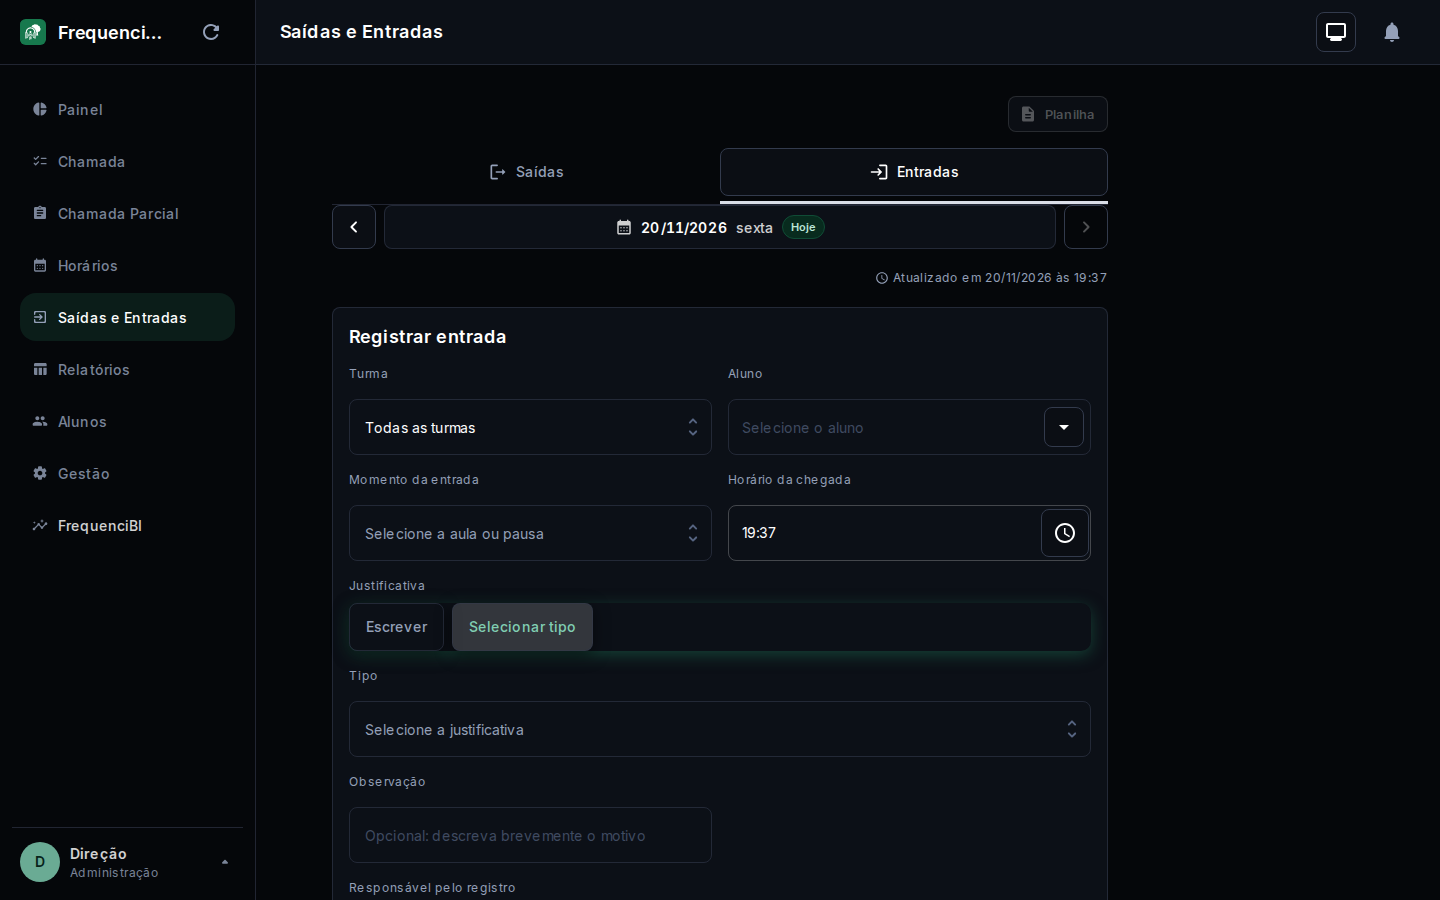 Frequenci...
Saídas e Entradas
Painel
Chamada
Chamada Parcial
Horários
Saídas e Entradas
Relatórios
Alunos
Gestão
FrequenciBI
D
Direção
Administração
Planilha
Saídas
Entradas
20/11/2026 sexta Hoje
Atualizado em 20/11/2026 às 19:37
Registrar entrada
Turma
Aluno
Todas as turmas
Selecione o aluno
Momento da entrada
Horário da chegada
Selecione a aula ou pausa
19:37
Justificativa
Escrever
Selecionar tipo
Tipo
Selecione a justificativa
Observação
Opcional: descreva brevemente o motivo
Responsável pelo registro